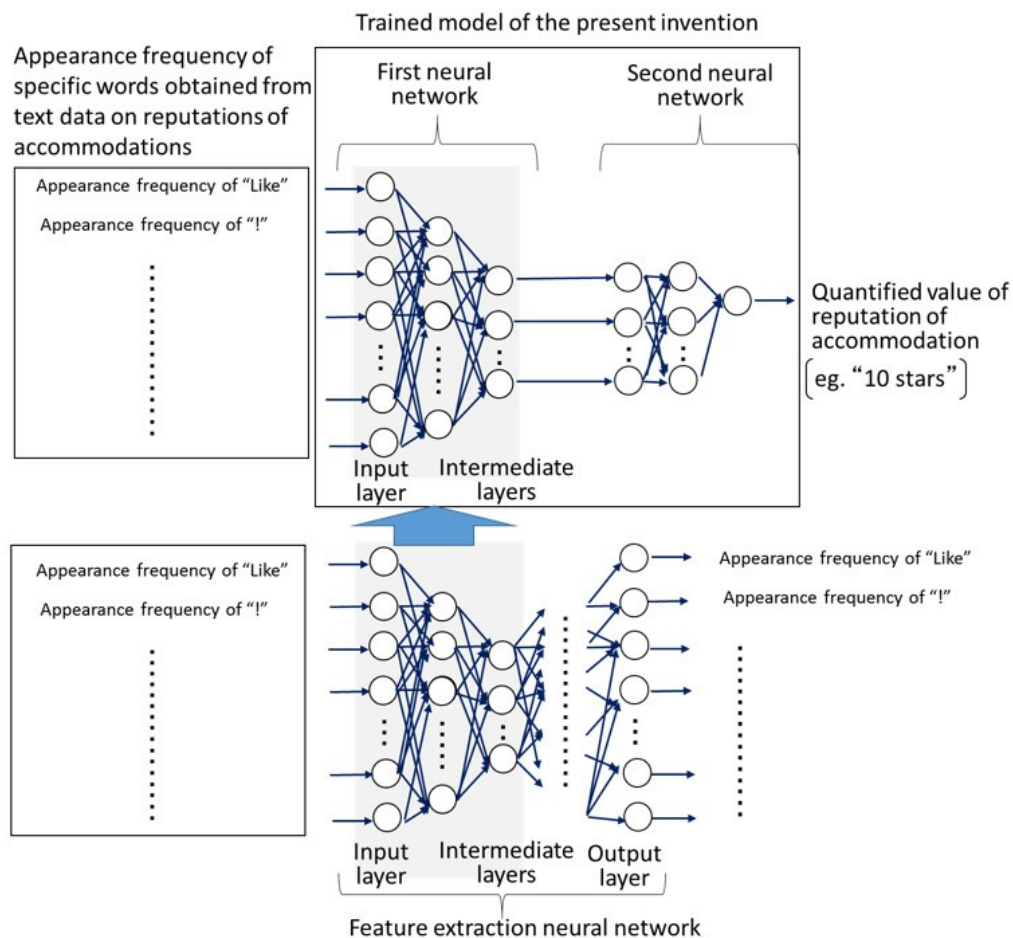 Trained model of the present invention
Appearance frequency of
specific words obtained from
text data on reputations of
accommodations
First neural
network
Second neural
network
Appearance frequency of “Like”
Appearance frequency of “!”
Quantified value of
reputation of
accommodation
eg. “10 stars”
Input
layer
Intermediate
layers
Appearance frequency of “Like”
Appearance frequency of “!”
Appearance frequency of “Like”
Appearance frequency of “!”
Input
layer
Intermediate
layers
Output
layer
Feature extraction neural network